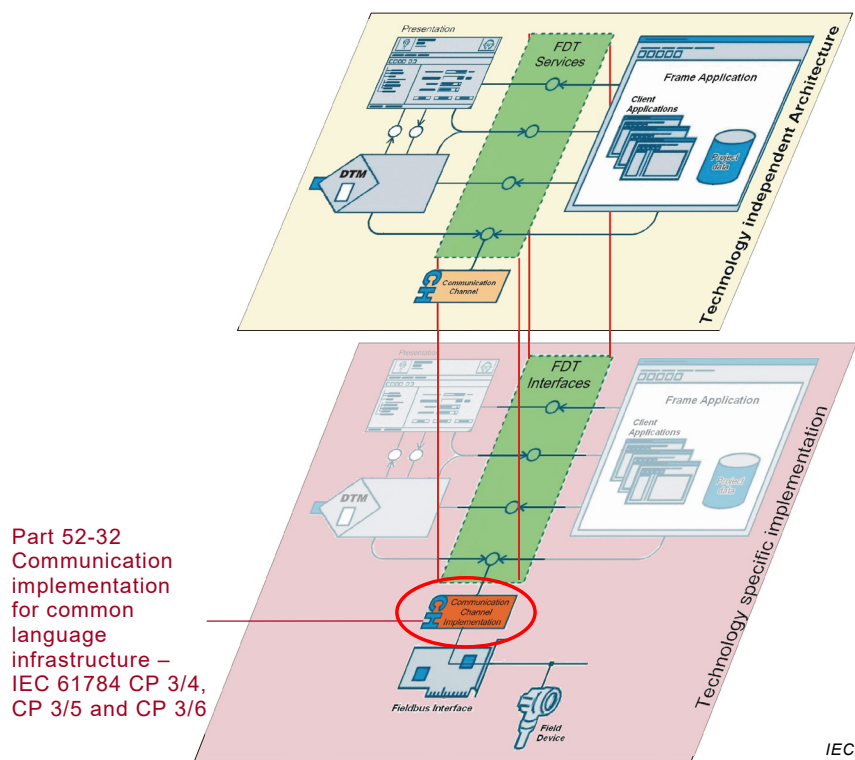 Presentation
FDT
Services
Frame Application
Client
Applications
Project
data
DTM
Communication
Channel
CH
Technology independent Architecture
Presentation
FDT
Interfaces
Frame Application
Client
Applications
Project
data
DTM
Communication
Channel
Implementation
CH
Technology specific implementation
Part 52-32
Communication
implementation
for common
language
infrastructure –
IEC 61784 CP 3/4,
CP 3/5 and CP 3/6
Fieldbus Interface
Field
Device
IEC